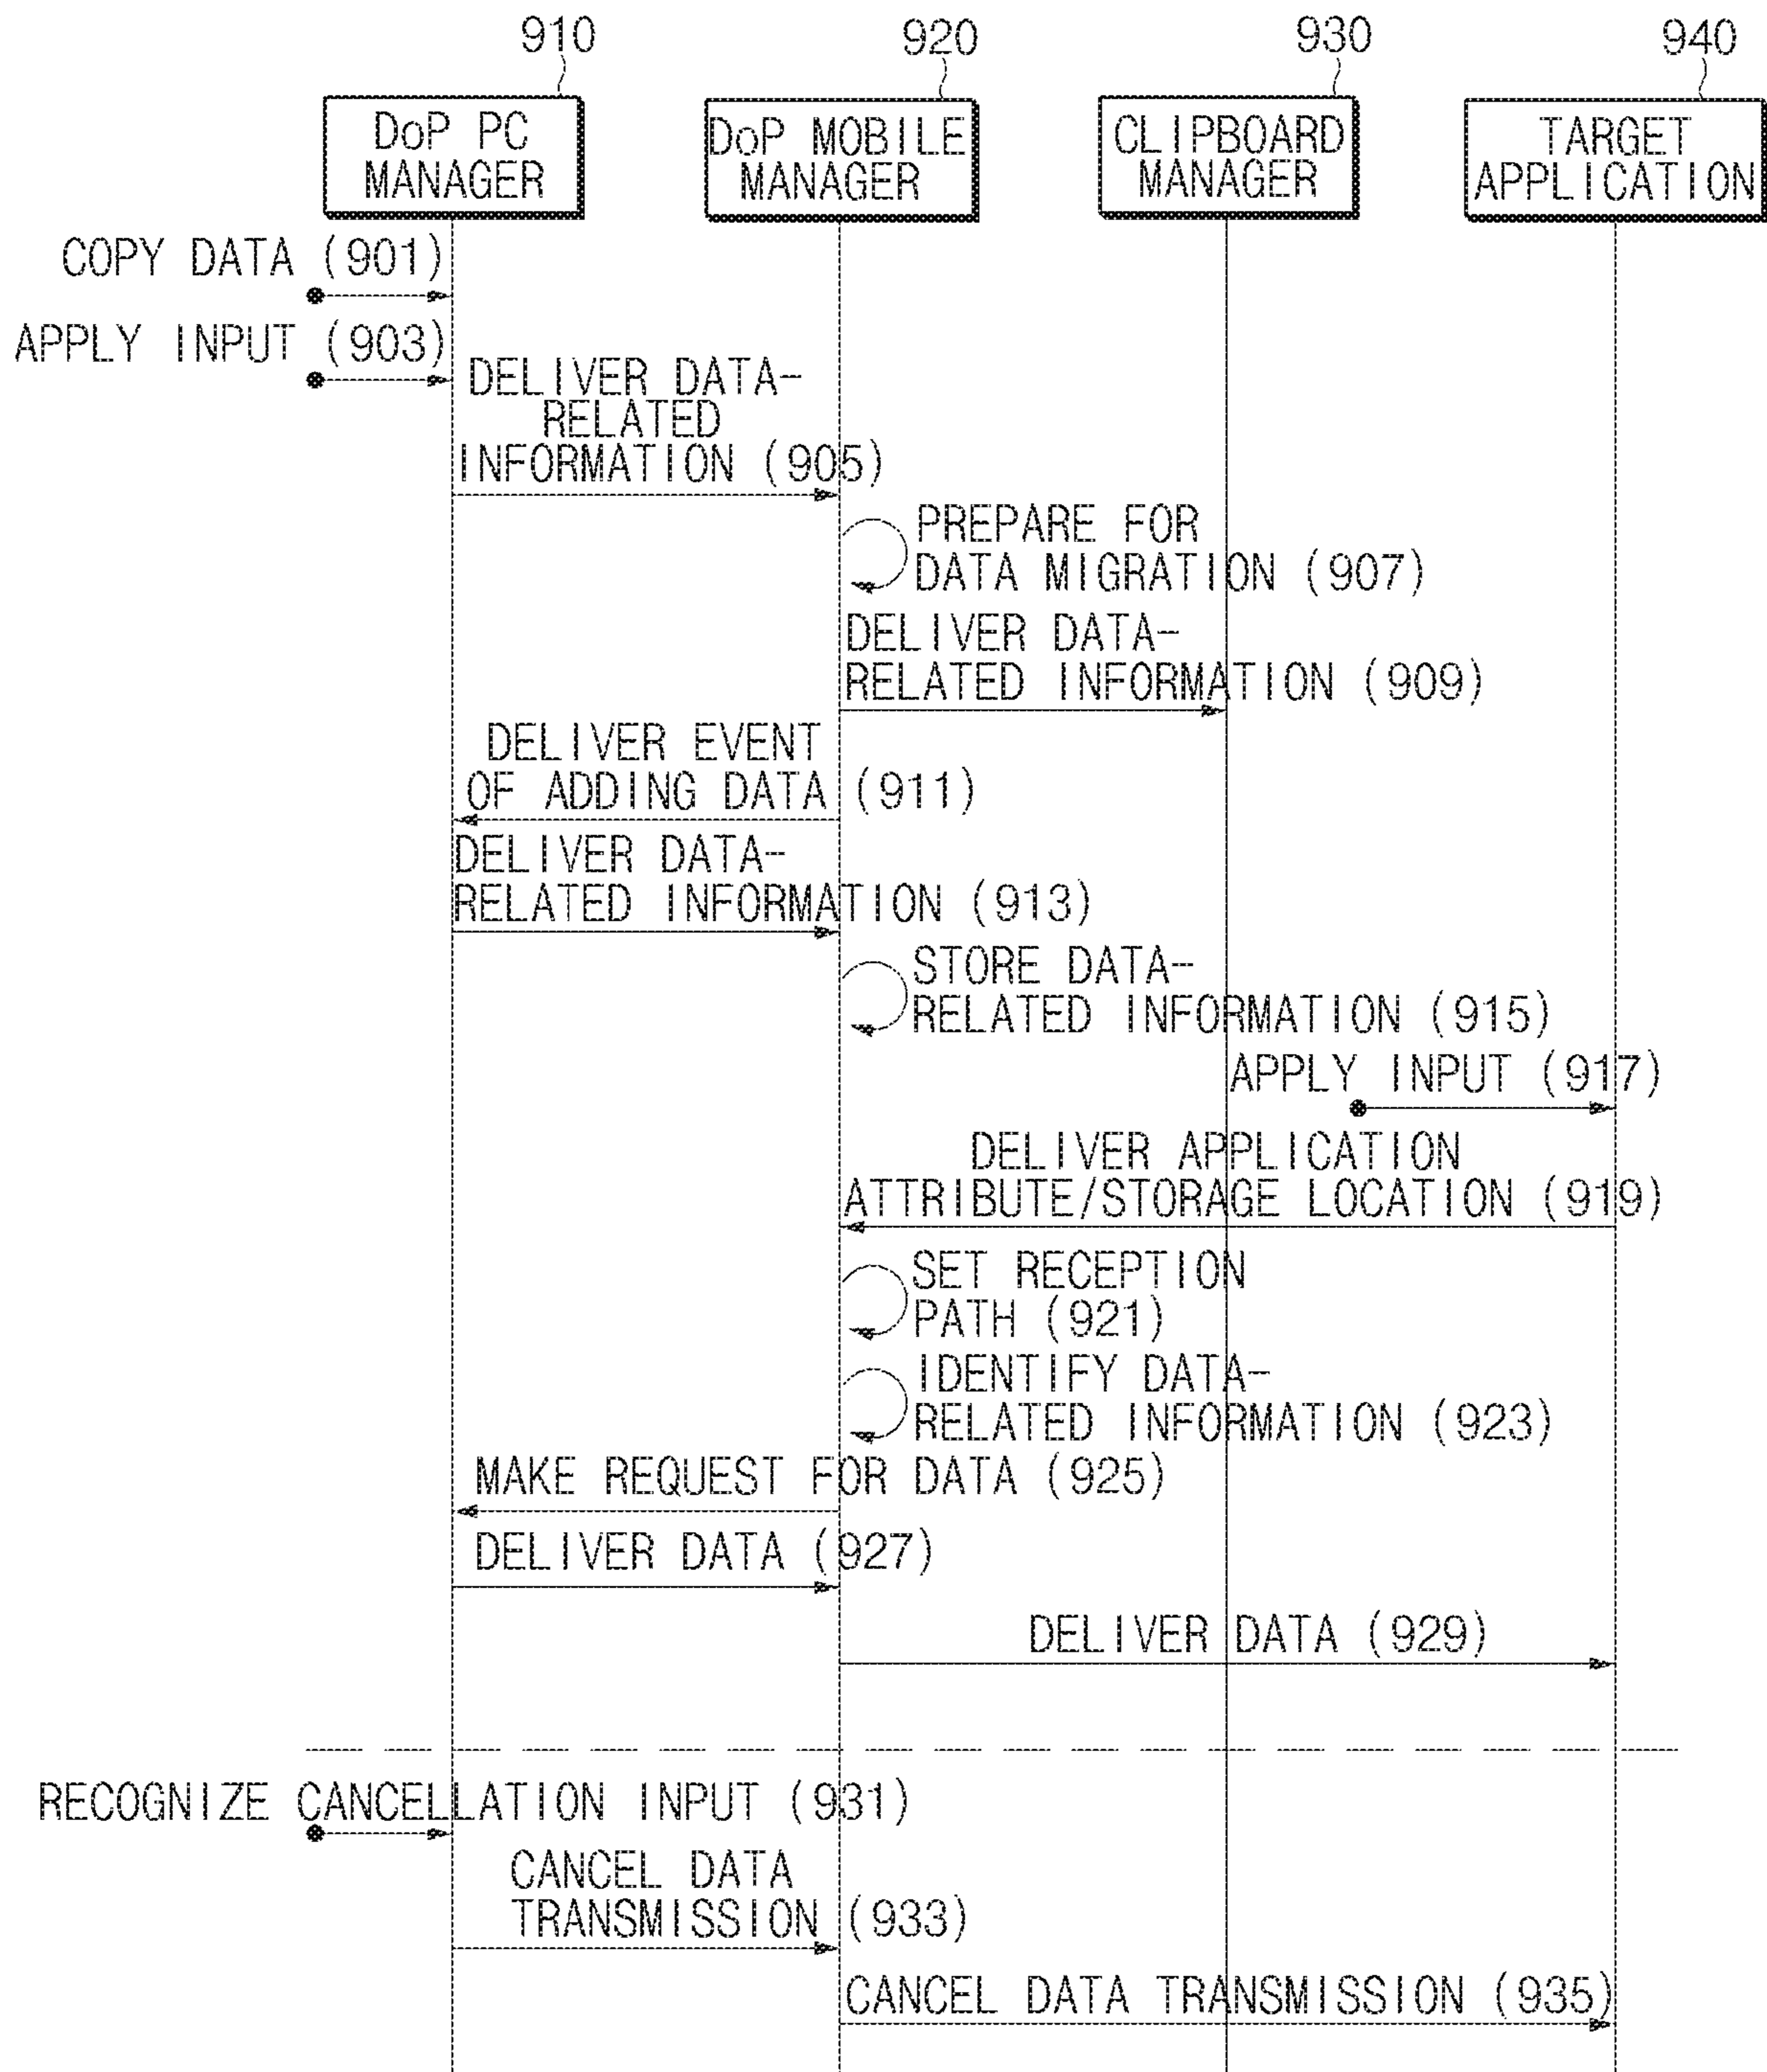 910
920
930
940
DoP PC
MANAGER
DoP MOBILE
MANAGER
CLIPBOARD
MANAGER
TARGET
APPLICATION
COPY DATA (901)
APPLY INPUT (903)
DELIVER DATA-
RELATED
INFORMATION (905)
PREPARE FOR
DATA MIGRATION (907)
DELIVER DATA-
RELATED INFORMATION (909)
DELIVER EVENT
OF ADDING DATA (911)
DELIVER DATA-
RELATED INFORMATION (913)
STORE DATA-
RELATED INFORMATION (915)
APPLY INPUT (917)
DELIVER APPLICATION
ATTRIBUTE/STORAGE LOCATION (919)
SET RECEPTION
PATH (921)
IDENTIFY DATA-
RELATED INFORMATION (923)
MAKE REQUEST FOR DATA (925)
DELIVER DATA (927)
DELIVER DATA (929)
RECOGNIZE CANCELLATION INPUT (931)
CANCEL DATA
TRANSMISSION (933)
CANCEL DATA TRANSMISSION (935)